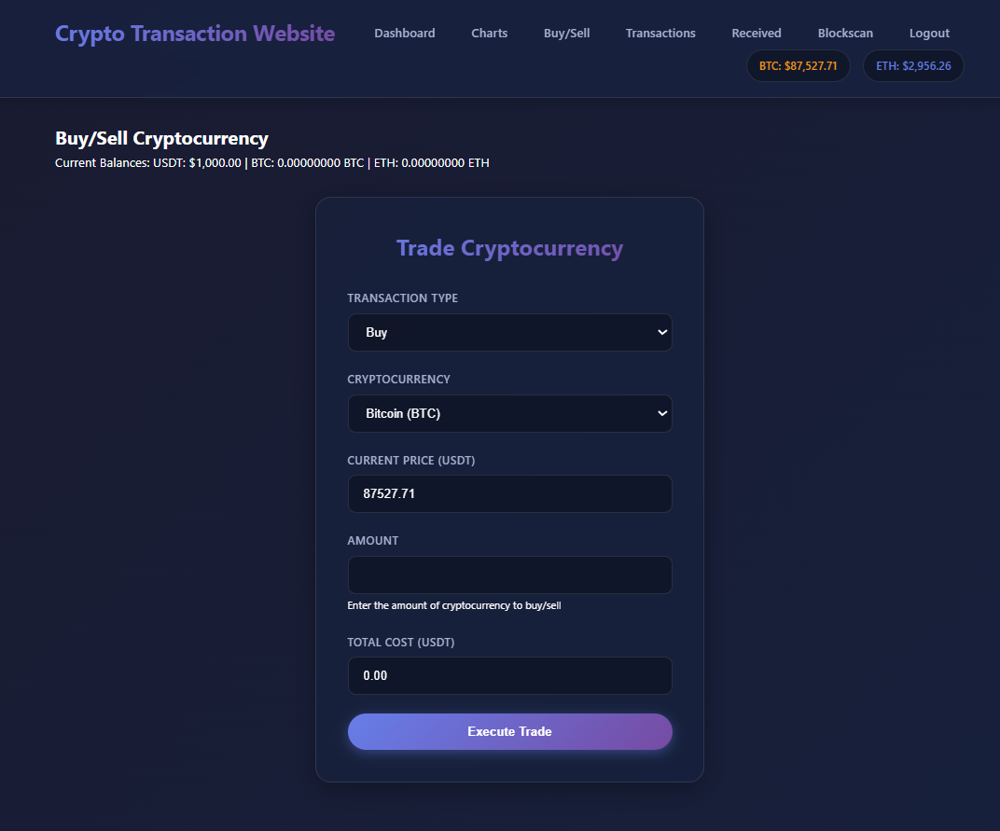 Crypto Transaction Website Dashboard Charts Buy/Sell Transactions Received Blockscan Logout
BTC: $87,527.71 ETH: $2,956.26
Buy/Sell Cryptocurrency
Current Balances: USDT: $1,000.00 | BTC: 0.00000000 BTC | ETH: 0.00000000 ETH
Trade Cryptocurrency
TRANSACTION TYPE
Buy
CRYPTOCURRENCY
Bitcoin (BTC)
CURRENT PRICE (USDT)
87527.71
AMOUNT
Enter the amount of cryptocurrency to buy/sell
TOTAL COST (USDT)
0.00
Execute Trade